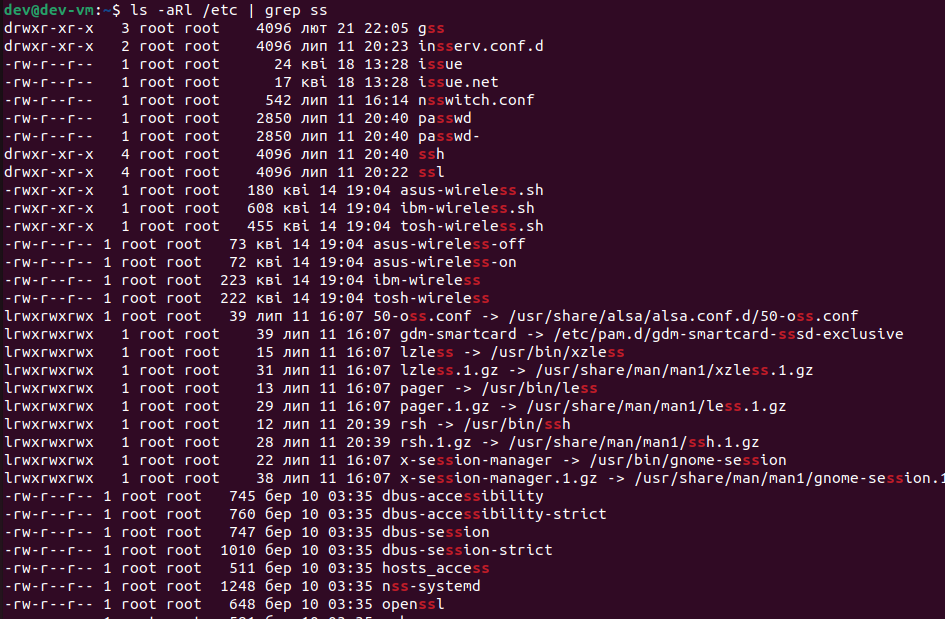 dev@dev-vm:~$ ls -aRl /etc | grep ss
drwxr-xr-x   3 root root    4096 лют 21 22:05 gss
drwxr-xr-x   2 root root    4096 лип 11 20:23 insserv.conf.d
-rw-r--r--   1 root root      24 кві 18 13:28 issue
-rw-r--r--   1 root root      17 кві 18 13:28 issue.net
-rw-r--r--   1 root root     542 лип 11 16:14 nsswitch.conf
-rw-r--r--   1 root root    2850 лип 11 20:40 passwd
-rw-r--r--   1 root root    2850 лип 11 20:40 passwd-
drwxr-xr-x   4 root root    4096 лип 11 20:40 ssh
drwxr-xr-x   4 root root    4096 лип 11 20:22 ssl
-rwxr-xr-x   1 root root   180 кві 14 19:04 asus-wireless.sh
-rwxr-xr-x   1 root root   608 кві 14 19:04 ibm-wireless.sh
-rwxr-xr-x   1 root root   455 кві 14 19:04 tosh-wireless.sh
-rw-r--r-- 1 root root   73 кві 14 19:04 asus-wireless-off
-rw-r--r-- 1 root root   72 кві 14 19:04 asus-wireless-on
-rw-r--r-- 1 root root  223 кві 14 19:04 ibm-wireless
-rw-r--r-- 1 root root  222 кві 14 19:04 tosh-wireless
lrwxrwxrwx 1 root root   39 лип 11 16:07 50-oss.conf -> /usr/share/alsa/alsa.conf.d/50-oss.conf
lrwxrwxrwx   1 root root    39 лип 11 16:07 gdm-smartcard -> /etc/pam.d/gdm-smartcard-sssd-exclusive
lrwxrwxrwx   1 root root    15 лип 11 16:07 lzless -> /usr/bin/xzless
lrwxrwxrwx   1 root root    31 лип 11 16:07 lzless.1.gz -> /usr/share/man/man1/xzless.1.gz
lrwxrwxrwx   1 root root    13 лип 11 16:07 pager -> /usr/bin/less
lrwxrwxrwx   1 root root    29 лип 11 16:07 pager.1.gz -> /usr/share/man/man1/less.1.gz
lrwxrwxrwx   1 root root    12 лип 11 20:39 rsh -> /usr/bin/ssh
lrwxrwxrwx   1 root root    28 лип 11 20:39 rsh.1.gz -> /usr/share/man/man1/ssh.1.gz
lrwxrwxrwx   1 root root    22 лип 11 16:07 x-session-manager -> /usr/bin/gnome-session
lrwxrwxrwx   1 root root    38 лип 11 16:07 x-session-manager.1.gz -> /usr/share/man/man1/gnome-session.1
-rw-r--r-- 1 root root   745 бер 10 03:35 dbus-accessibility
-rw-r--r-- 1 root root   760 бер 10 03:35 dbus-accessibility-strict
-rw-r--r-- 1 root root   747 бер 10 03:35 dbus-session
-rw-r--r-- 1 root root  1010 бер 10 03:35 dbus-session-strict
-rw-r--r-- 1 root root   511 бер 10 03:35 hosts_access
-rw-r--r-- 1 root root  1248 бер 10 03:35 nss-systemd
-rw-r--r-- 1 root root   648 бер 10 03:35 openssl